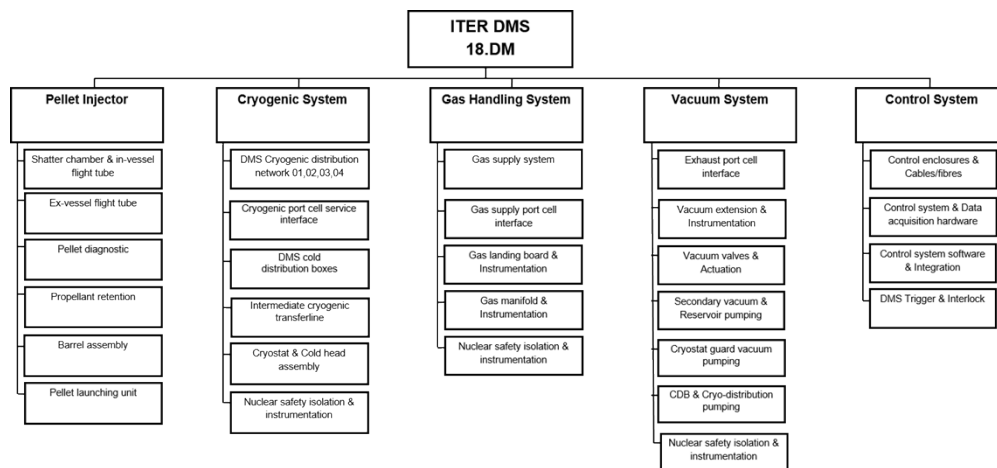 ITER DMS
18.DM
Pellet Injector
Shatter chamber & in-vessel
flight tube
Ex-vessel flight tube
Pellet diagnostic
Propellant retention
Barrel assembly
Pellet launching unit
Cryogenic System
DMS Cryogenic distribution
network 01,02,03,04
Cryogenic port cell service
interface
DMS cold
distribution boxes
Intermediate cryogenic
transferline
Cryostat & Cold head
assembly
Nuclear safety isolation &
instrumentation
Gas Handling System
Gas supply system
Gas supply port cell
interface
Gas landing board &
Instrumentation
Gas manifold &
Instrumentation
Nuclear safety isolation &
instrumentation
Vacuum System
Exhaust port cell
interface
Vacuum extension &
Instrumentation
Vacuum valves &
Actuation
Secondary vacuum &
Reservoir pumping
Cryostat guard vacuum
pumping
CDB & Cryo-distribution
pumping
Nuclear safety isolation &
instrumentation
Control System
Control enclosures &
Cables/fibres
Control system & Data
acquisition hardware
Control system software
& Integration
DMS Trigger & Interlock